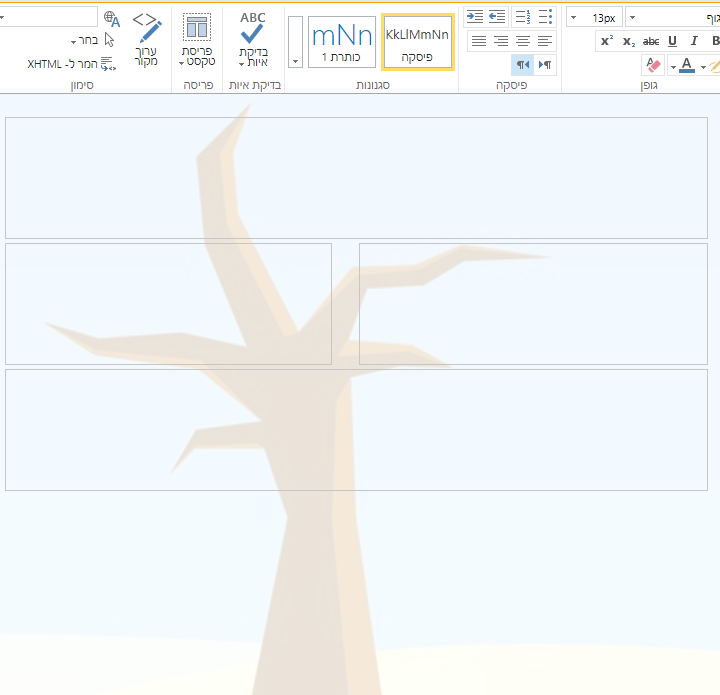 גוף
13px
B I U abc x₂ x²
A
גופן
פיסקה
KkLlMmNn
פיסקה
mNn
כותרת 1
סגנונות
ABC
בדיקת
איות
בדיקת איות
פריסת
טקסט
פריסה
ערוך
מקור
בחר
המר ל- XHTML
סימון